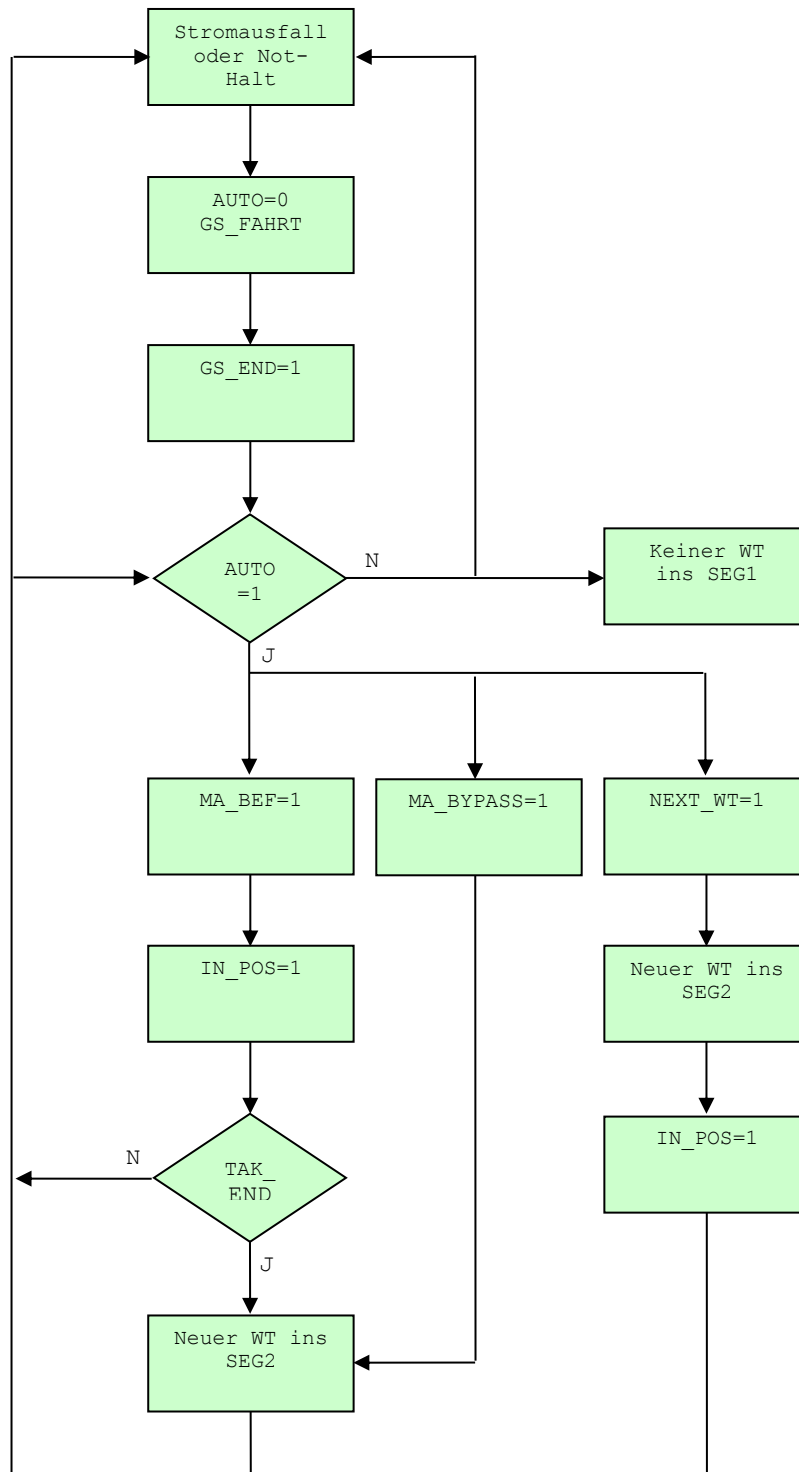 Stromausfall
oder Not-
Halt
AUTO=0
GS_FAHRT
GS_END=1
AUTO
=1
N
Keiner WT
ins SEG1
J
MA_BEF=1
MA_BYPASS=1
NEXT_WT=1
IN_POS=1
Neuer WT ins
SEG2
IN_POS=1
N
TAK_
END
J
Neuer WT ins
SEG2